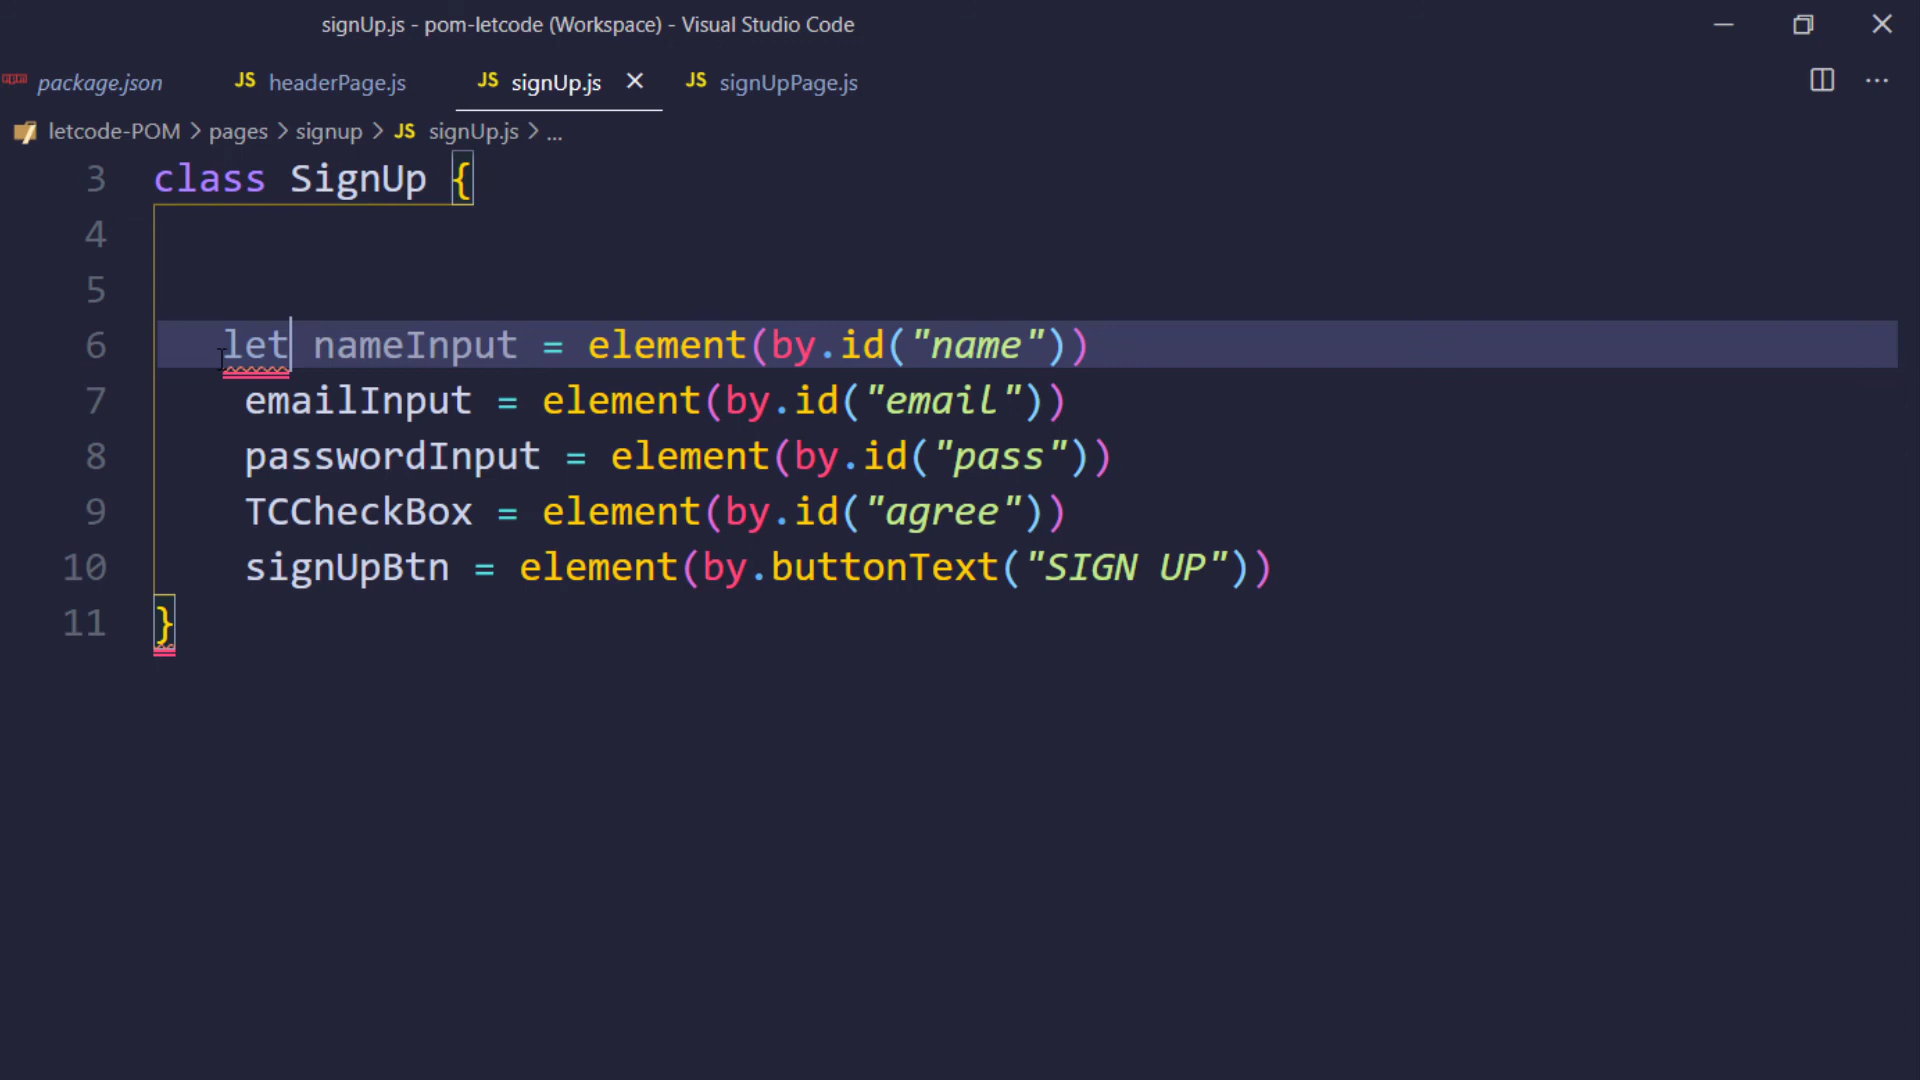 signUp.js - pom-letcode (Workspace) - Visual Studio Code
package.json JS headerPage.js JS signUp.js JS signUpPage.js
letcode-POM > pages > signup > JS signUp.js > ...
3 class SignUp {
4
5
6 let nameInput = element(by.id("name"))
7 emailInput = element(by.id("email"))
8 passwordInput = element(by.id("pass"))
9 TCCheckBox = element(by.id("agree"))
10 signUpBtn = element(by.buttonText("SIGN UP"))
11 }